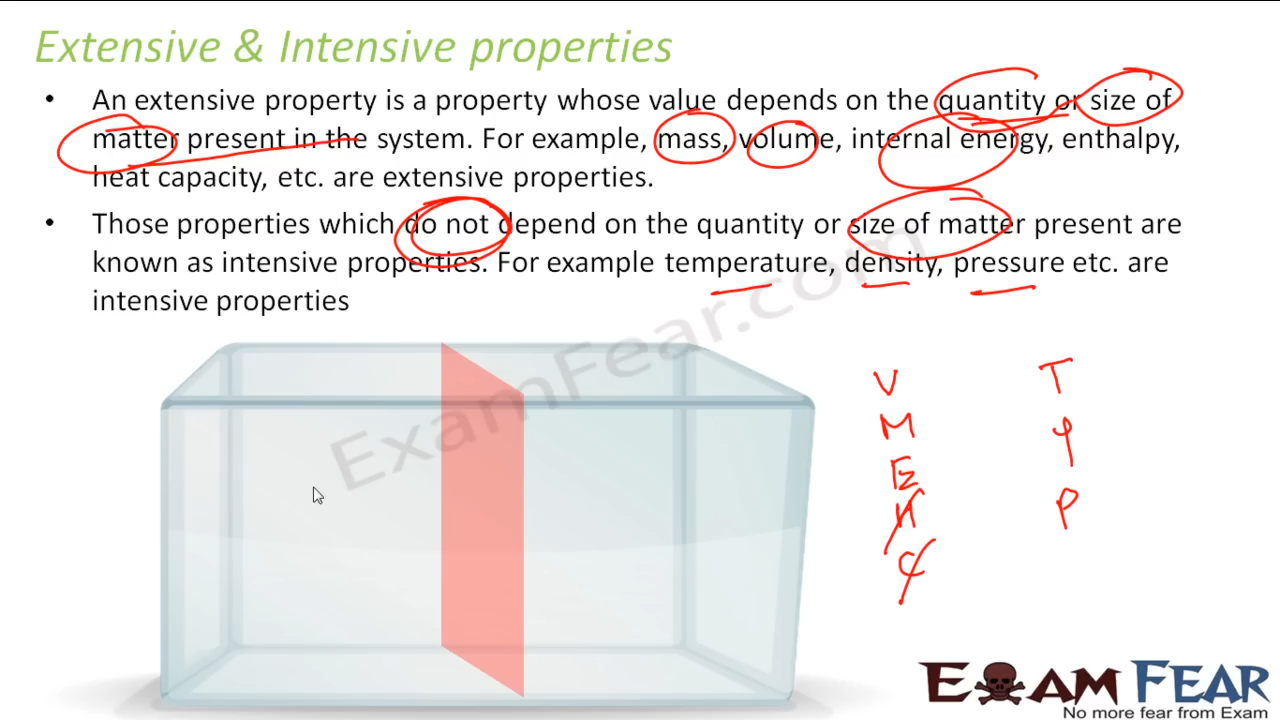 Extensive & Intensive properties
• An extensive property is a property whose value depends on the quantity or size of
matter present in the system. For example, mass, volume, internal energy, enthalpy,
heat capacity, etc. are extensive properties.
• Those properties which do not depend on the quantity or size of matter present are
known as intensive properties. For example temperature, density, pressure etc. are
intensive properties
ExamFear.com
V T
M
E
H P
C
EXAM FEAR
No more fear from Exam